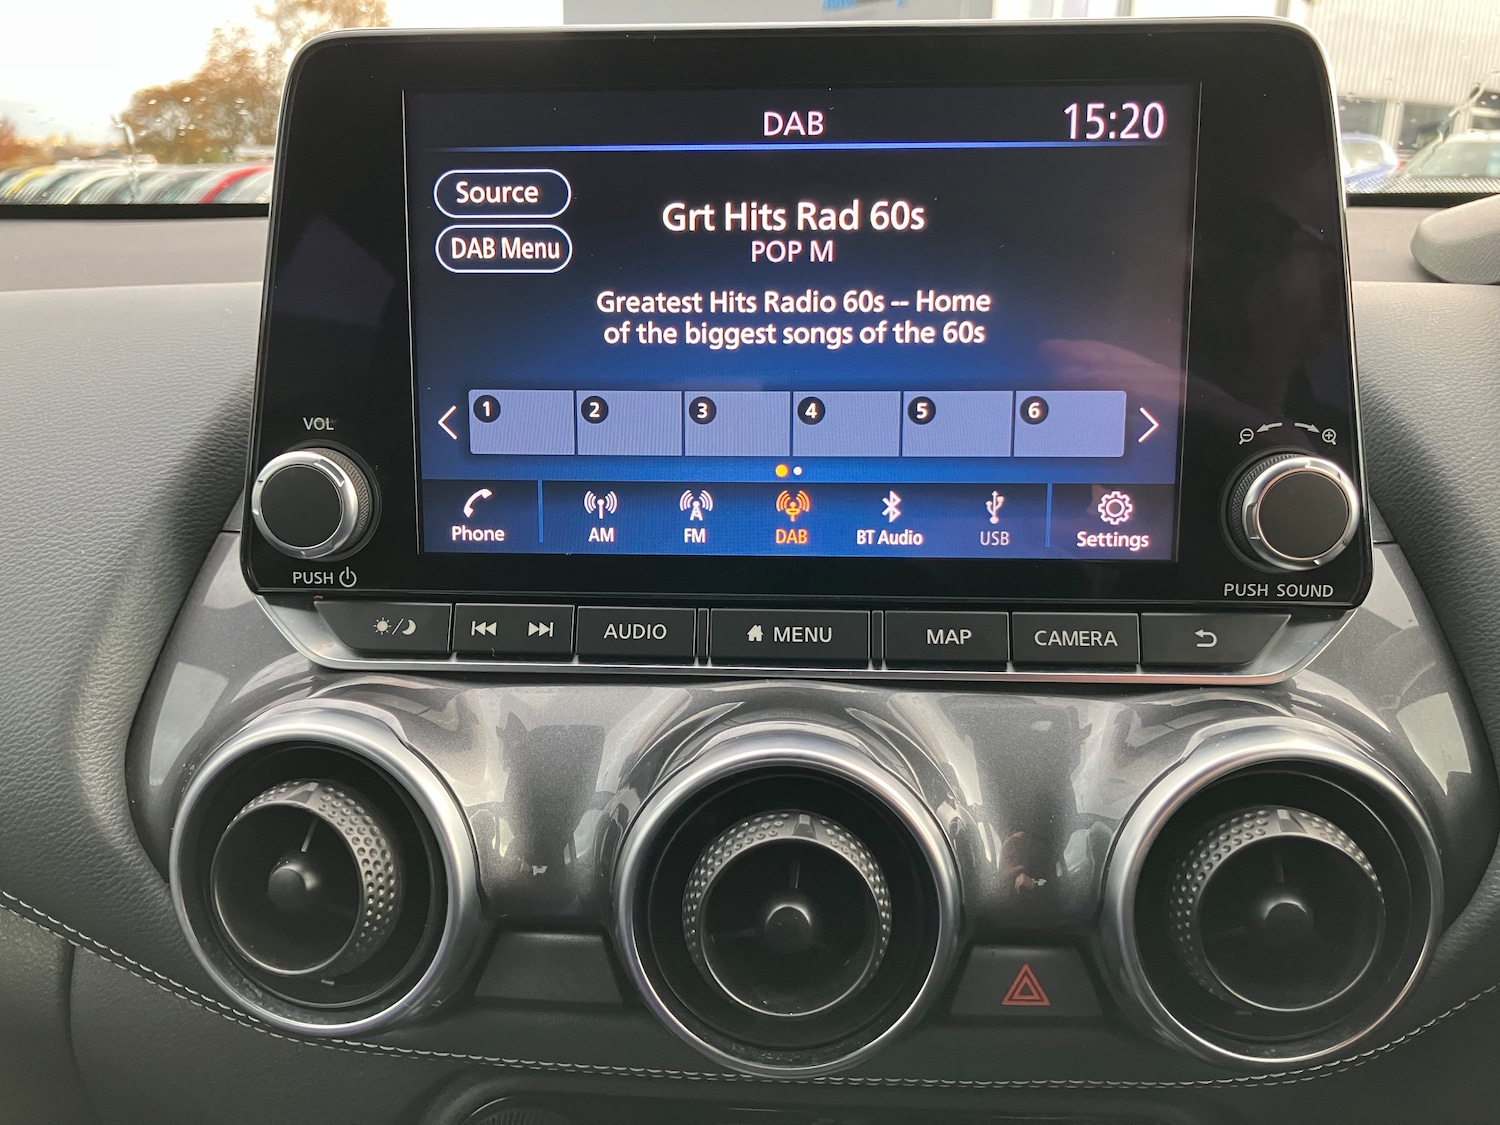 DAB
15:20
Source
DAB Menu
Grt Hits Rad 60s
POP M
Greatest Hits Radio 60s -- Home
of the biggest songs of the 60s
1 2 3 4 5 6
Phone AM FM DAB BT Audio USB Settings
VOL
PUSH
PUSH SOUND
AUDIO MENU MAP CAMERA